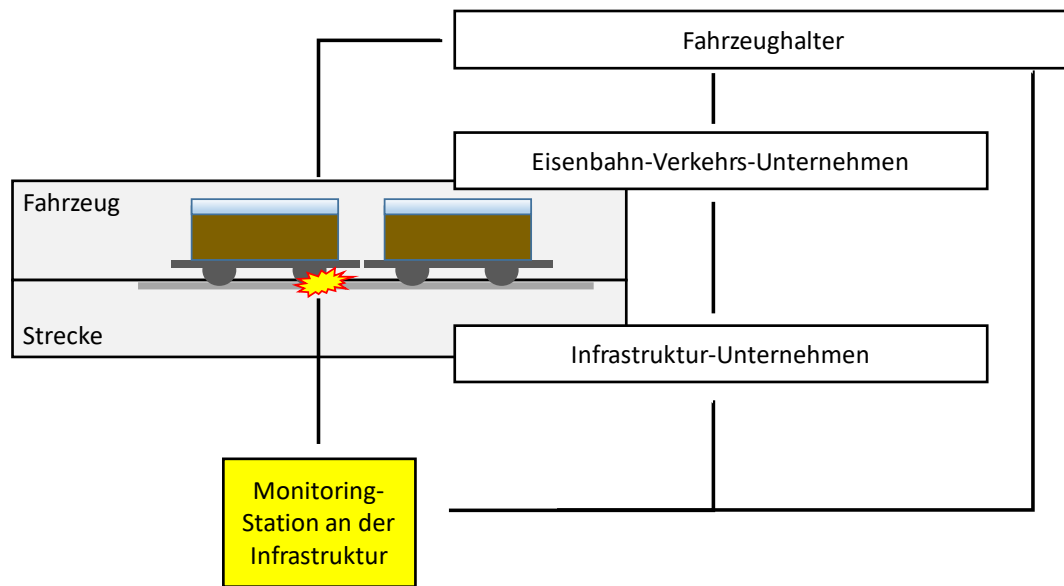 Fahrzeughalter
Eisenbahn-Verkehrs-Unternehmen
Fahrzeug
Strecke
Infrastruktur-Unternehmen
Monitoring-
Station an der
Infrastruktur